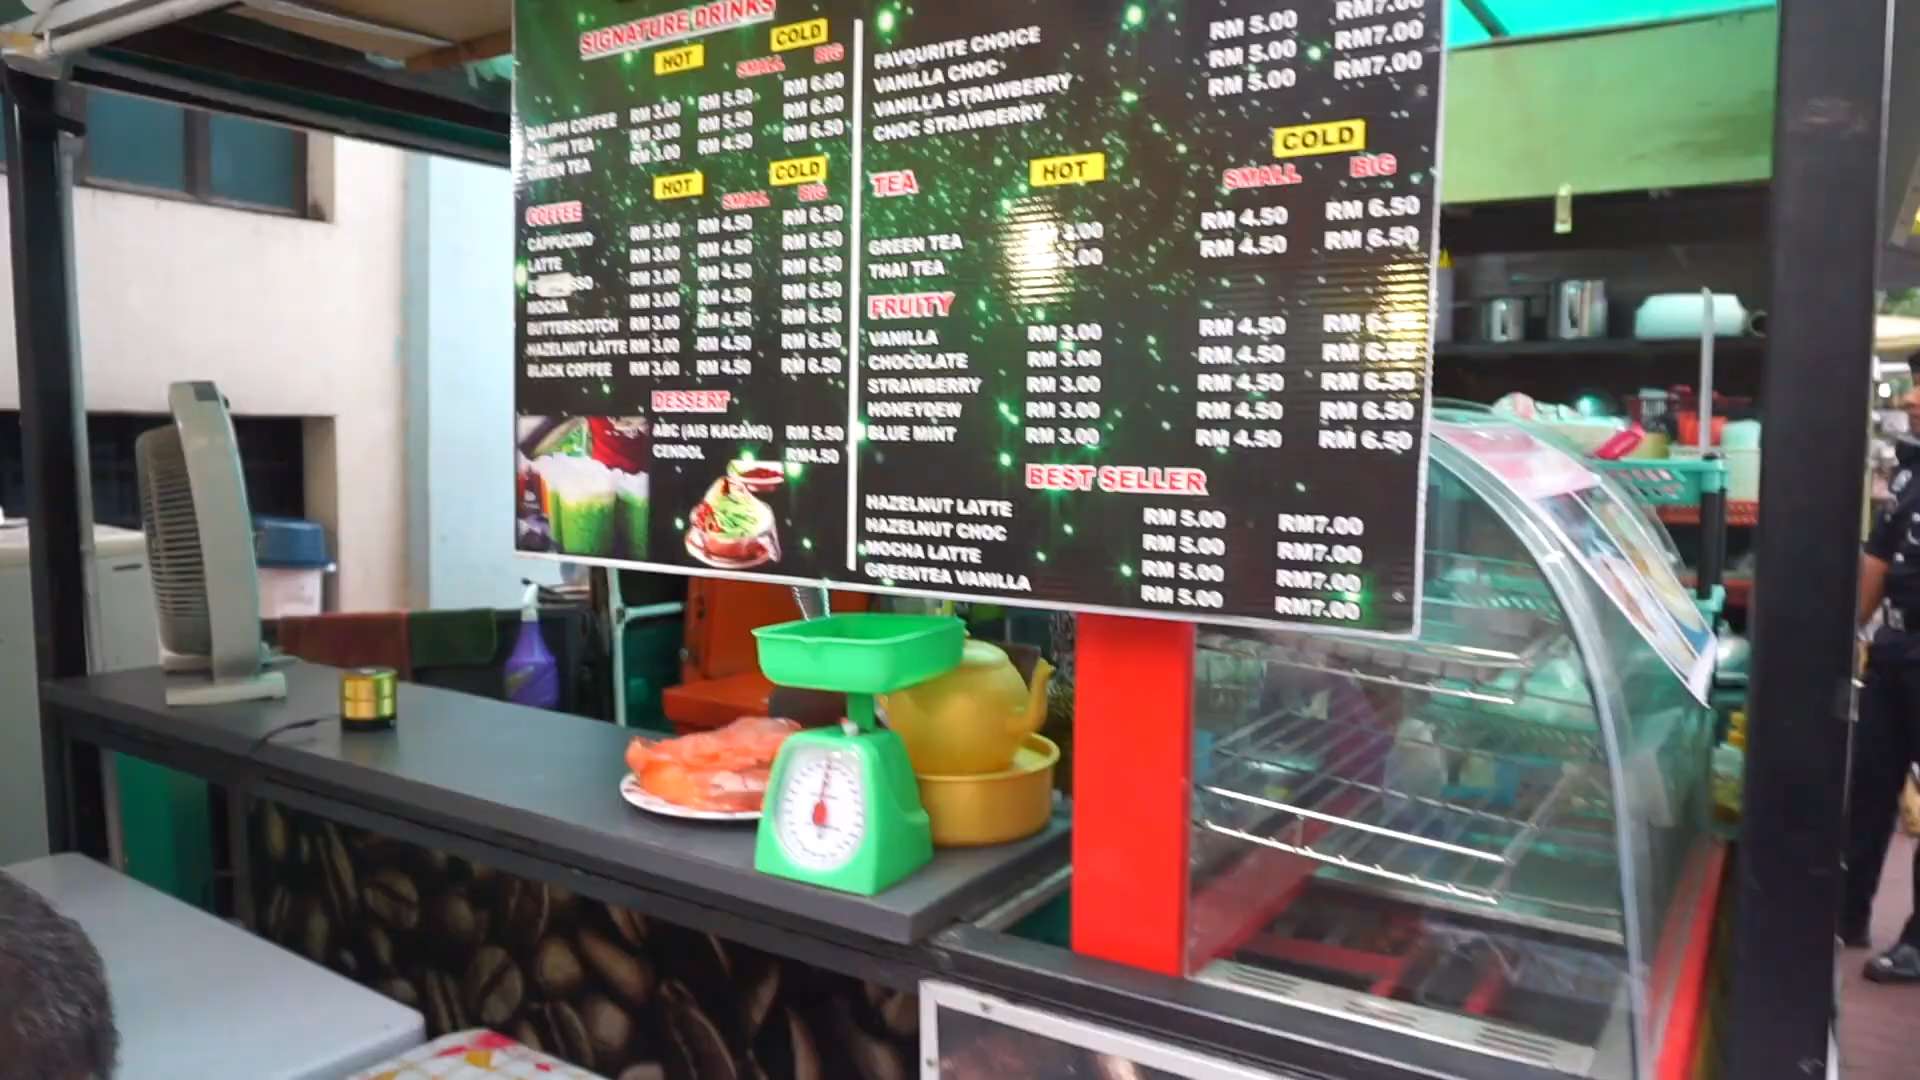 SIGNATURE DRINKS
HOT COLD
SMALL BIG
DALIPH COFFEE RM 3.00 RM 5.50 RM 6.80
DALIPH TEA RM 3.00 RM 5.50 RM 6.80
GREEN TEA RM 3.00 RM 4.50 RM 6.50
HOT COLD
COFFEE SMALL BIG
CAPPUCINO RM 3.00 RM 4.50 RM 6.50
LATTE RM 3.00 RM 4.50 RM 6.50
RM 3.00 RM 4.50 RM 6.50
MOCHA RM 3.00 RM 4.50 RM 6.50
BUTTERSCOTCH RM 3.00 RM 4.50 RM 6.50
HAZELNUT LATTE RM 3.00 RM 4.50 RM 6.50
BLACK COFFEE RM 3.00 RM 4.50 RM 6.50
DESSERT
ABC (AIS KACANG) RM 5.50
CENDOL RM4.50
FAVOURITE CHOICE
VANILLA CHOC RM 5.00 RM7.00
VANILLA STRAWBERRY RM 5.00 RM7.00
CHOC STRAWBERRY RM 5.00 RM7.00
COLD
TEA HOT SMALL BIG
GREEN TEA 3.00 RM 4.50 RM 6.50
THAI TEA 3.00 RM 4.50 RM 6.50
FRUITY
VANILLA RM 3.00 RM 4.50 RM 6.50
CHOCOLATE RM 3.00 RM 4.50 RM 6.50
STRAWBERRY RM 3.00 RM 4.50 RM 6.50
HONEYDEW RM 3.00 RM 4.50 RM 6.50
BLUE MINT RM 3.00 RM 4.50 RM 6.50
BEST SELLER
HAZELNUT LATTE RM 5.00 RM7.00
HAZELNUT CHOC RM 5.00 RM7.00
MOCHA LATTE RM 5.00 RM7.00
GREENTEA VANILLA RM 5.00 RM7.00